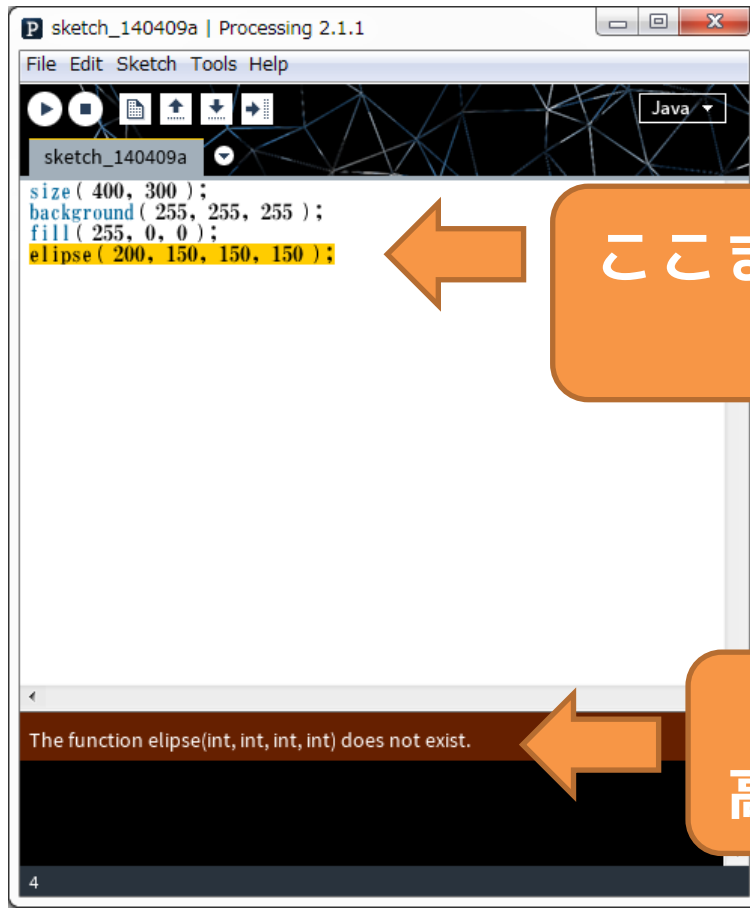 sketch_140409a | Processing 2.1.1
File Edit Sketch Tools Help
Java
sketch_140409a
size( 400, 300 );
background( 255, 255, 255 );
fill( 255, 0, 0 );
elipse( 200, 150, 150, 150 );
ここ
The function elipse(int, int, int, int) does not exist.
4